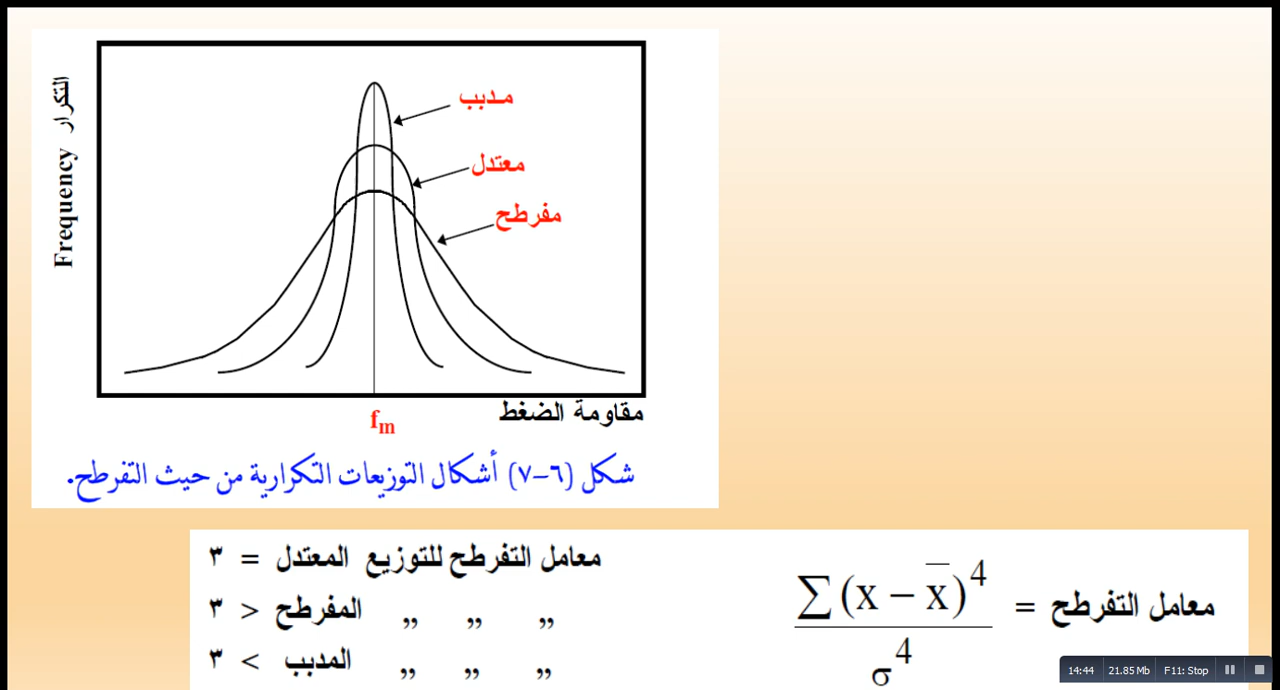 التكرار Frequency
مدبب
معتدل
مفرطح
مقاومة الضغط
fm
شكل (٦-٧) أشكال التوزيعات التكرارية من حيث التفرطح.
معامل التفرطح للتوزيع المعتدل = ٣
„ „ „ المفرطح < ٣
„ „ „ المدبب > ٣
معامل التفرطح = ∑(x – x̄)⁴ / σ⁴
14:44 21.85 Mb F11: Stop